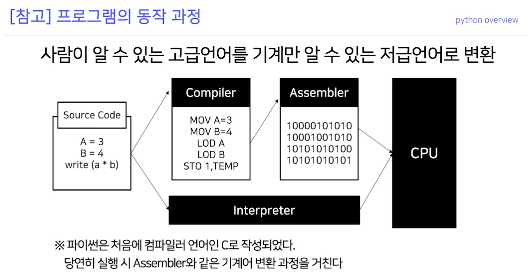 [참고] 프로그램의 동작 과정
python overview
사람이 알 수 있는 고급언어를 기계만 알 수 있는 저급언어로 변환
Source Code
A = 3
B = 4
write (a * b)
Compiler
MOV A=3
MOV B=4
LOD A
LOD B
STO 1,TEMP
Assembler
10000101010
10001001010
10101010100
10101010101
CPU
Interpreter
※ 파이썬은 처음에 컴파일러 언어인 C로 작성되었다.
당연히 실행 시 Assembler와 같은 기계어 변환 과정을 거친다